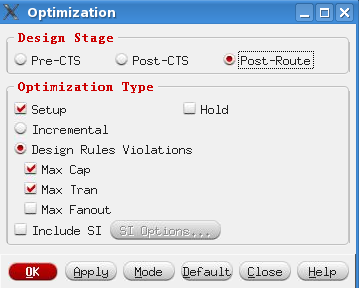 Optimization
Design Stage
Pre-CTS Post-CTS Post-Route
Optimization Type
Setup Hold
Incremental
Design Rules Violations
Max Cap
Max Tran
Max Fanout
Include SI SI Options...
OK Apply Mode Default Close Help